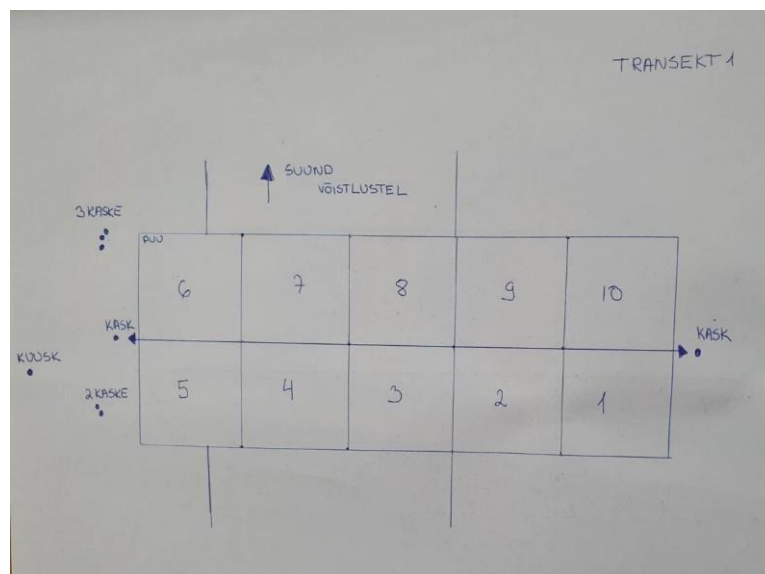 TRANSEKT 1
SUUND
VÕISTLUSTEL
3 KASKE
PUU
6 7 8 9 10
KASK
KASK
KUUSK
2 KASKE
5 4 3 2 1